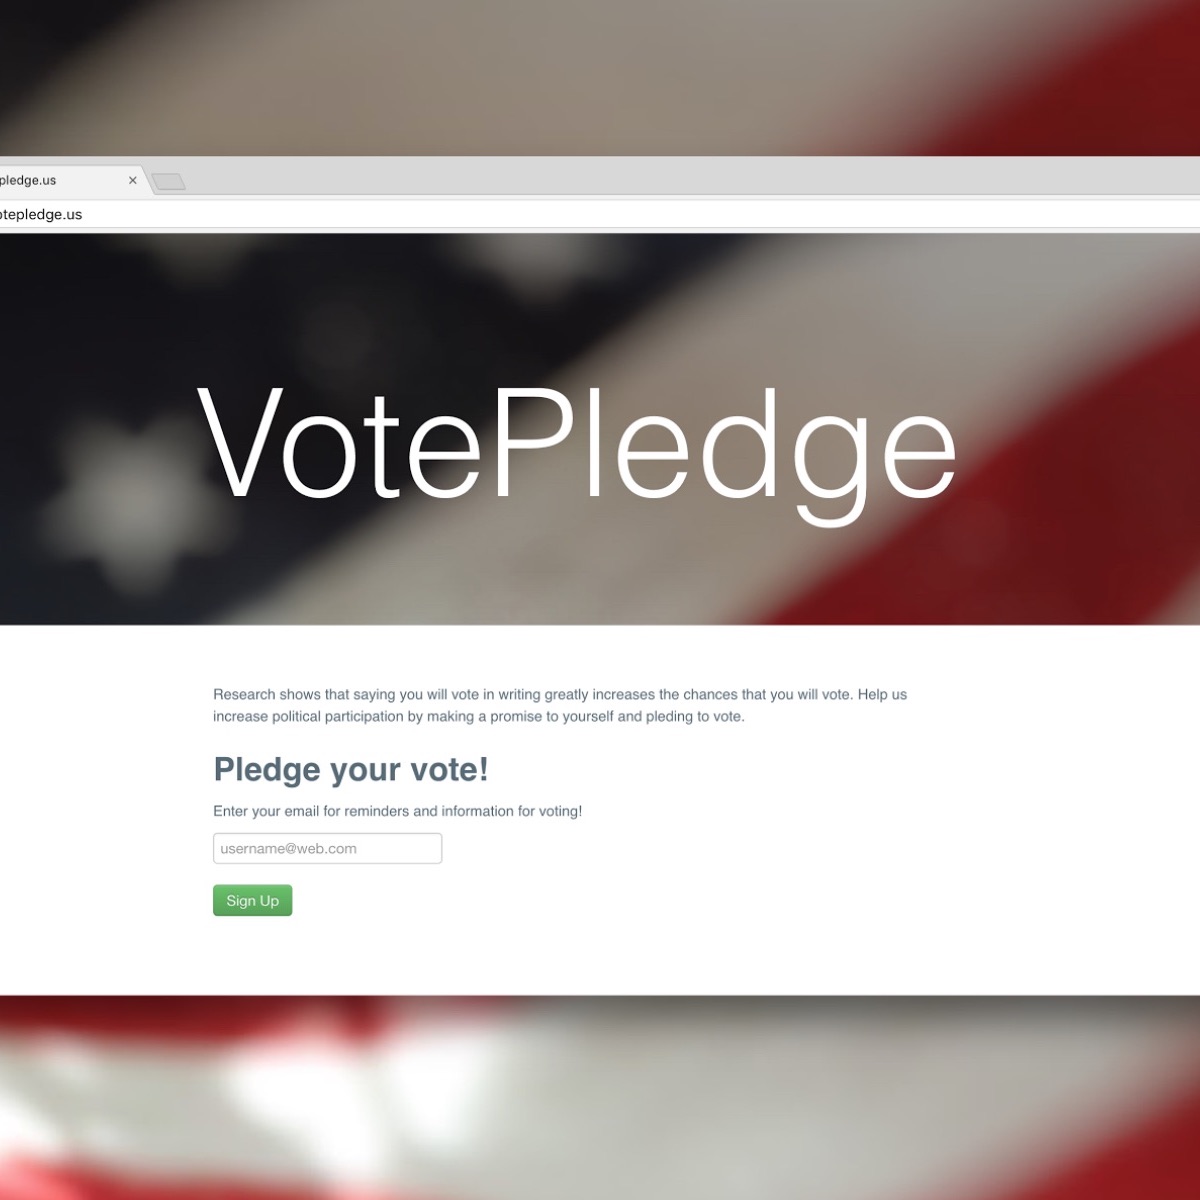 pledge.us
otepledge.us
VotePledge
Research shows that saying you will vote in writing greatly increases the chances that you will vote. Help us
increase political participation by making a promise to yourself and pleding to vote.
Pledge your vote!
Enter your email for reminders and information for voting!
username@web.com
Sign Up